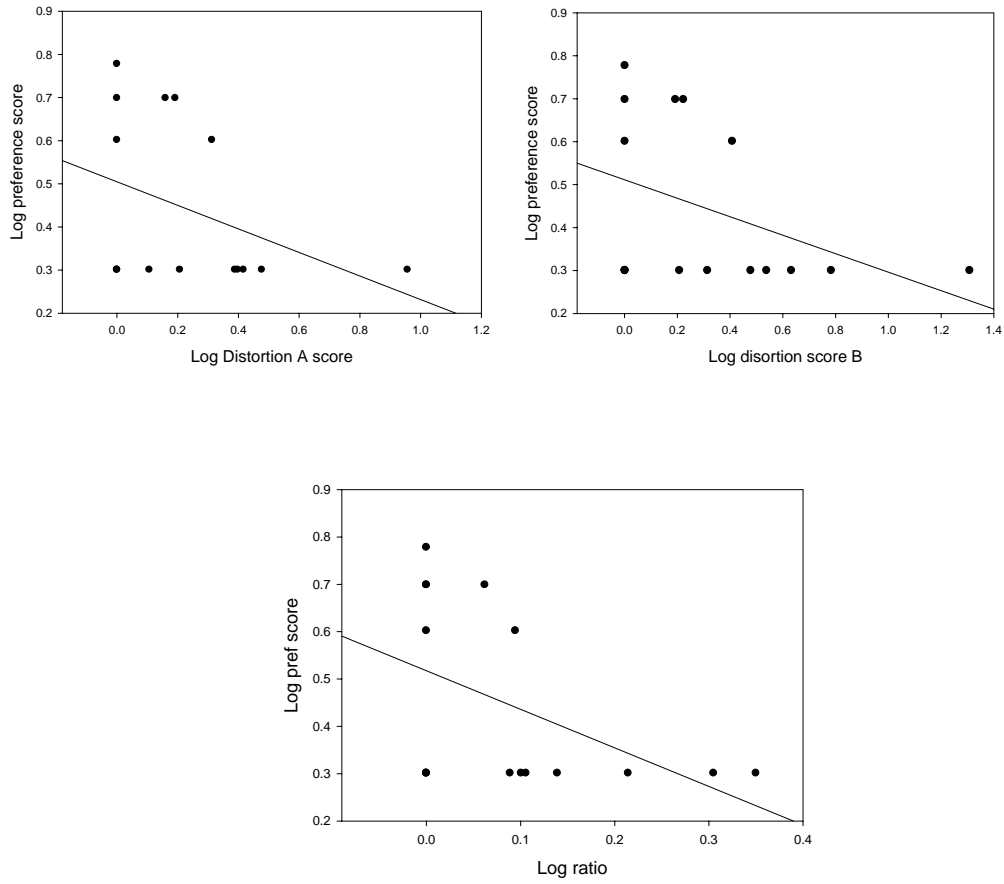 0.9
0.8
0.7
0.6
0.5
0.4
0.3
0.2
Log preference score
0.0 0.2 0.4 0.6 0.8 1.0 1.2
Log Distortion A score
0.9
0.8
0.7
0.6
0.5
0.4
0.3
0.2
Log preference score
0.0 0.2 0.4 0.6 0.8 1.0 1.2 1.4
Log disortion score B
0.9
0.8
0.7
0.6
0.5
0.4
0.3
0.2
Log pref score
0.0 0.1 0.2 0.3 0.4
Log ratio